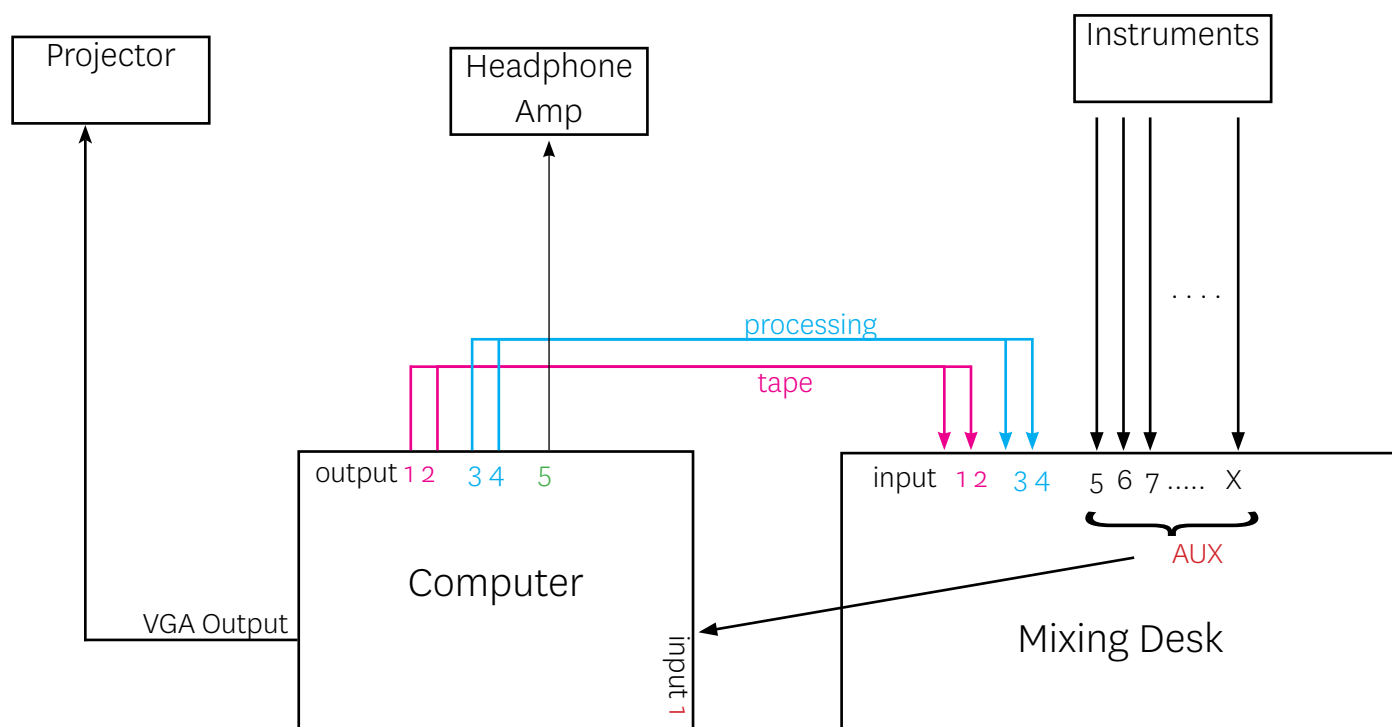 Projector
Headphone
Amp
Instruments
. . . .
processing
tape
output 1 2 3 4 5
input 1 2 3 4 5 6 7 ..... X
AUX
Computer
VGA Output
input 1
Mixing Desk